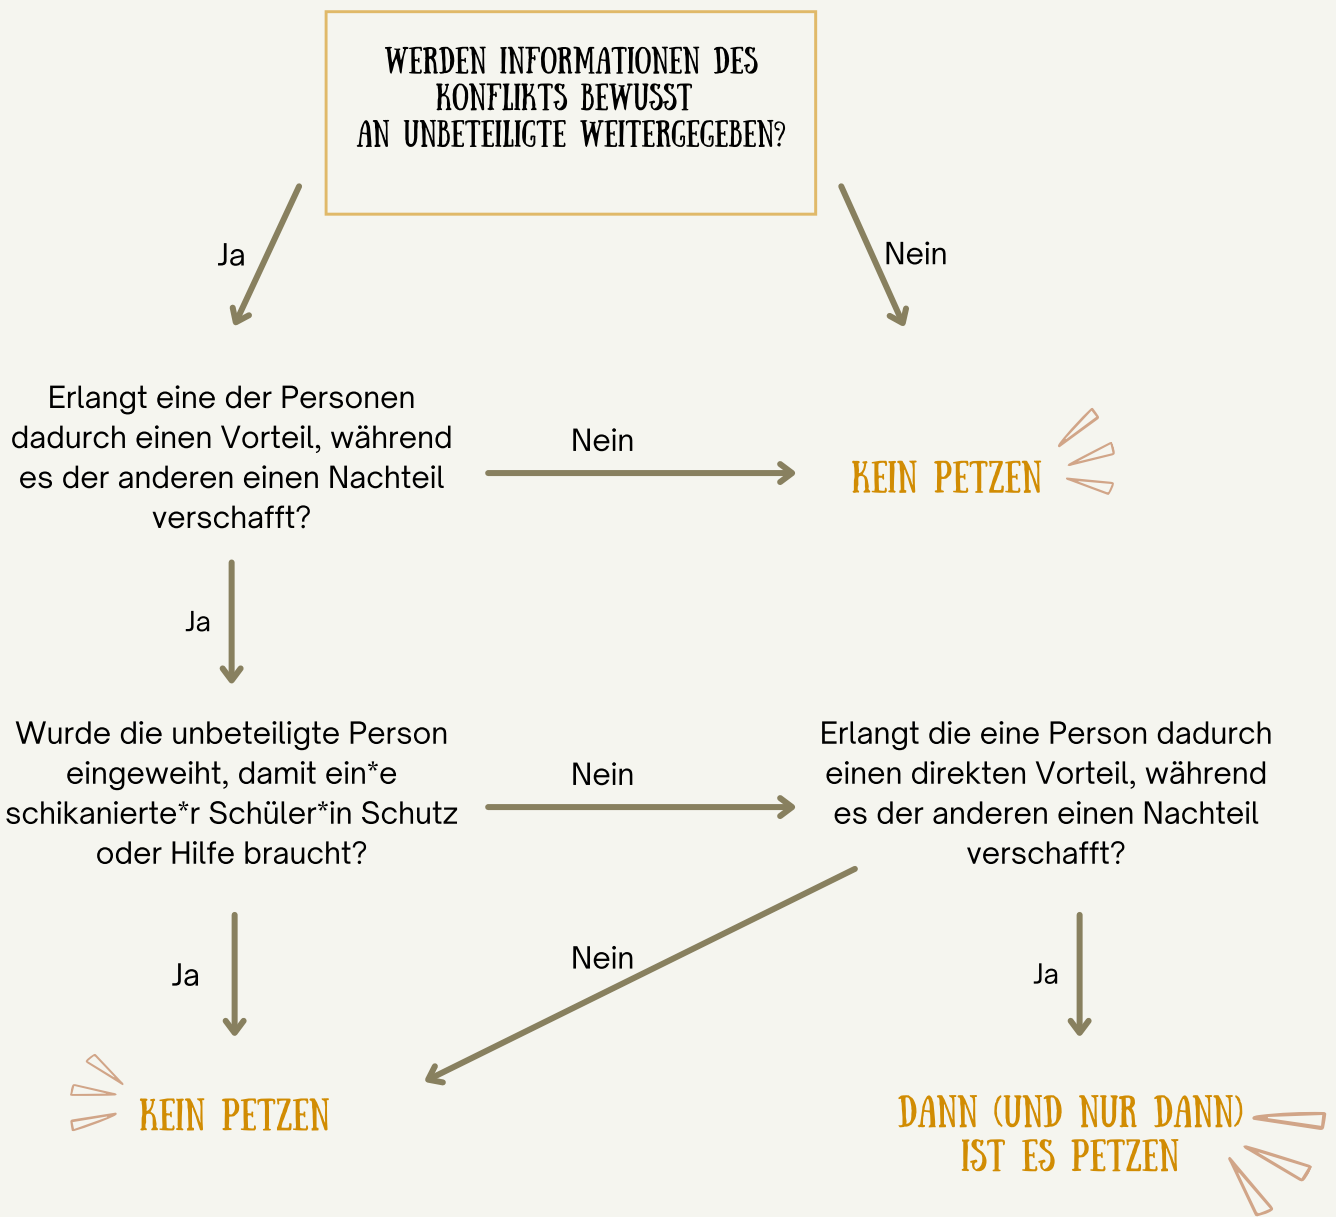 WERDEN INFORMATIONEN DES
KONFLIKTS BEWUSST
AN UNBETEILIGTE WEITERGEGEBEN?
Ja
Nein
Erlangt eine der Personen
dadurch einen Vorteil, während
es der anderen einen Nachteil
verschafft?
Nein
KEIN PETZEN
Ja
Wurde die unbeteiligte Person
eingeweiht, damit ein*e
schikanierte*r Schüler*in Schutz
oder Hilfe braucht?
Nein
Erlangt die eine Person dadurch
einen direkten Vorteil, während
es der anderen einen Nachteil
verschafft?
Ja
Nein
Ja
KEIN PETZEN
DANN (UND NUR DANN)
IST ES PETZEN